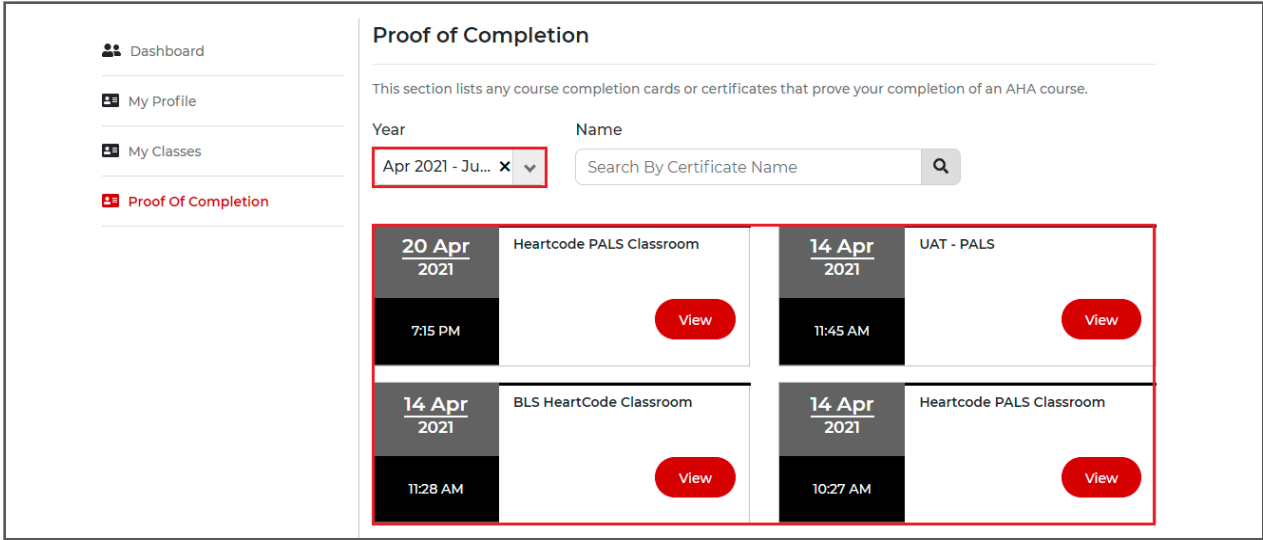 Dashboard
My Profile
My Classes
Proof Of Completion
Proof of Completion
This section lists any course completion cards or certificates that prove your completion of an AHA course.
Year
Name
Apr 2021 - Ju...
Search By Certificate Name
20 Apr
2021
7:15 PM
Heartcode PALS Classroom
View
14 Apr
2021
11:45 AM
UAT - PALS
View
14 Apr
2021
11:28 AM
BLS HeartCode Classroom
View
14 Apr
2021
10:27 AM
Heartcode PALS Classroom
View